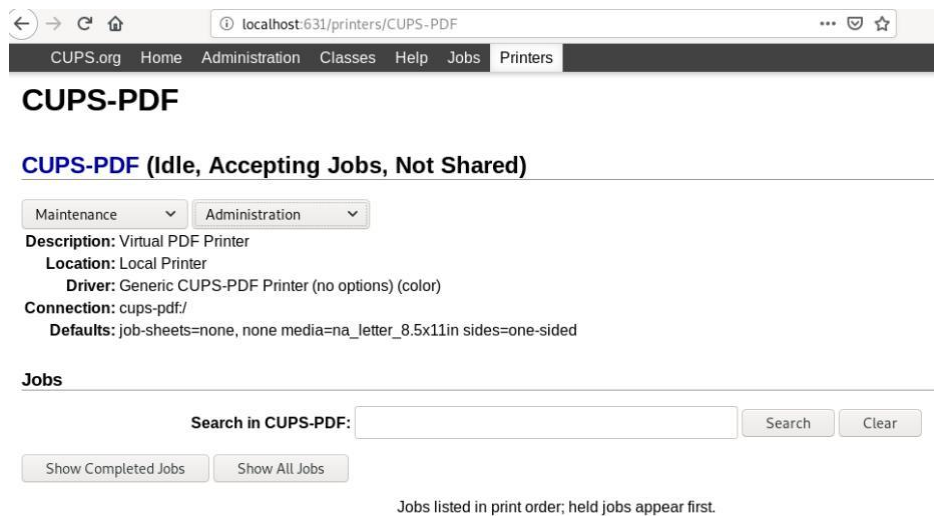 localhost:631/printers/CUPS-PDF
CUPS.org Home Administration Classes Help Jobs Printers
CUPS-PDF
CUPS-PDF (Idle, Accepting Jobs, Not Shared)
Maintenance Administration
Description: Virtual PDF Printer
Location: Local Printer
Driver: Generic CUPS-PDF Printer (no options) (color)
Connection: cups-pdf:/
Defaults: job-sheets=none, none media=na_letter_8.5x11in sides=one-sided
Jobs
Search in CUPS-PDF: Search Clear
Show Completed Jobs Show All Jobs
Jobs listed in print order; held jobs appear first.